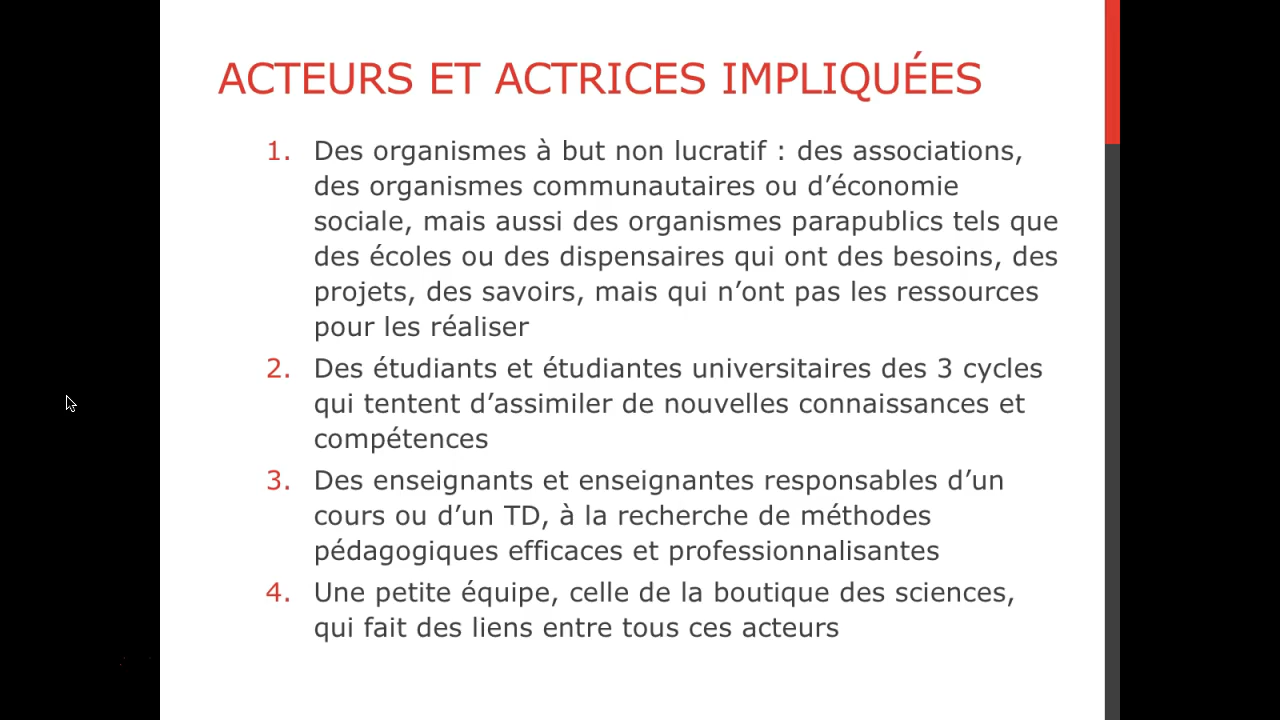 ACTEURS ET ACTRICES IMPLIQUÉES
1. Des organismes à but non lucratif : des associations,
des organismes communautaires ou d’économie
sociale, mais aussi des organismes parapublics tels que
des écoles ou des dispensaires qui ont des besoins, des
projets, des savoirs, mais qui n’ont pas les ressources
pour les réaliser
2. Des étudiants et étudiantes universitaires des 3 cycles
qui tentent d’assimiler de nouvelles connaissances et
compétences
3. Des enseignants et enseignantes responsables d’un
cours ou d’un TD, à la recherche de méthodes
pédagogiques efficaces et professionnalisantes
4. Une petite équipe, celle de la boutique des sciences,
qui fait des liens entre tous ces acteurs